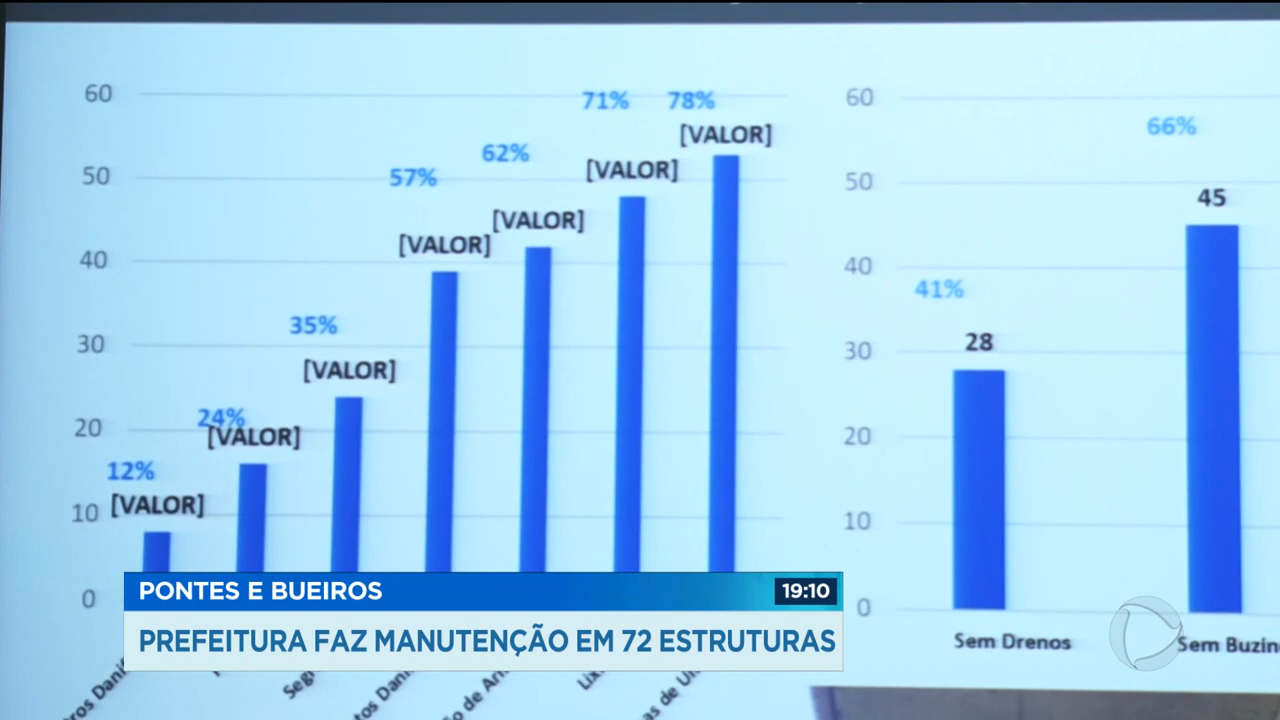 60
50
40
30
20
10
0
12%
[VALOR]
24%
[VALOR]
35%
[VALOR]
57%
[VALOR]
62%
[VALOR]
71%
[VALOR]
78%
[VALOR]
60
50
40
30
20
10
0
41%
28
66%
45
Sem Drenos
Sem Buzin
PONTES E BUEIROS
19:10
PREFEITURA FAZ MANUTENÇÃO EM 72 ESTRUTURAS